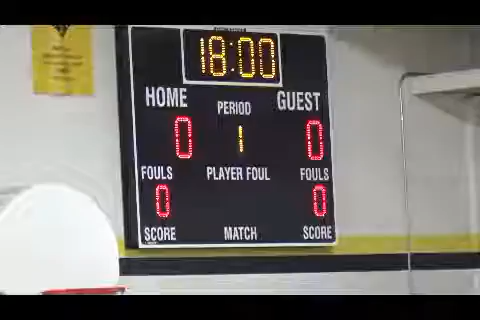 18:00
HOME PERIOD GUEST
0 1 0
FOULS PLAYER FOUL FOULS
0 0
SCORE MATCH SCORE